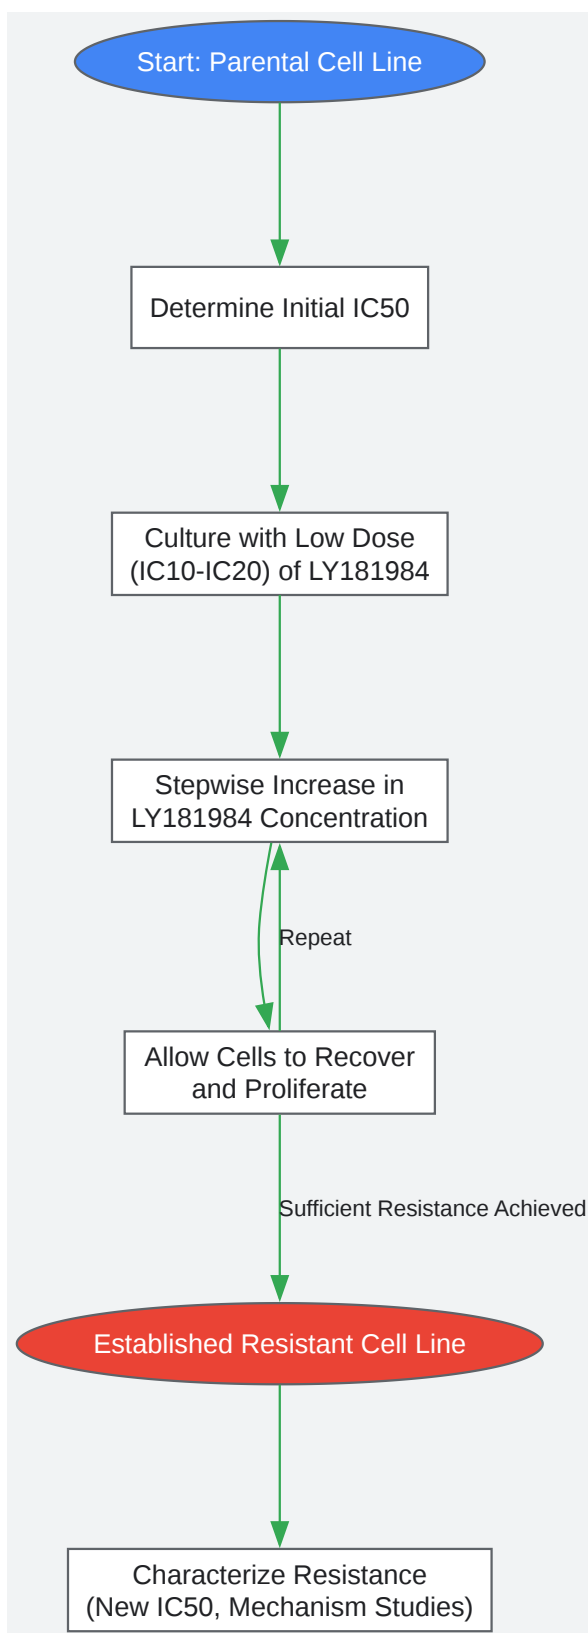 Start: Parental Cell Line
Determine Initial IC50
Culture with Low Dose
(IC10-IC20) of LY181984
Stepwise Increase in
LY181984 Concentration
Repeat
Allow Cells to Recover
and Proliferate
Sufficient Resistance Achieved
Established Resistant Cell Line
Characterize Resistance
(New IC50, Mechanism Studies)